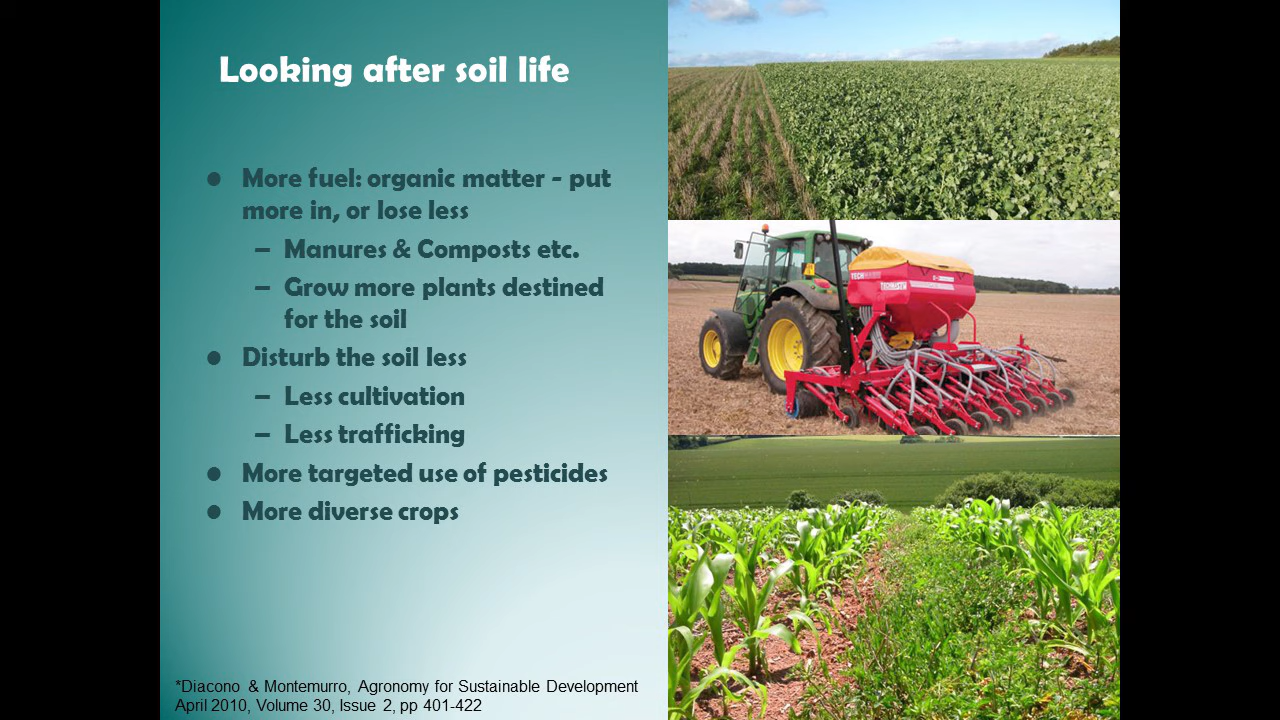 Looking after soil life
• More fuel: organic matter - put
more in, or lose less
– Manures & Composts etc.
– Grow more plants destined
for the soil
• Disturb the soil less
– Less cultivation
– Less trafficking
• More targeted use of pesticides
• More diverse crops
*Diacono & Montemurro, Agronomy for Sustainable Development
April 2010, Volume 30, Issue 2, pp 401-422